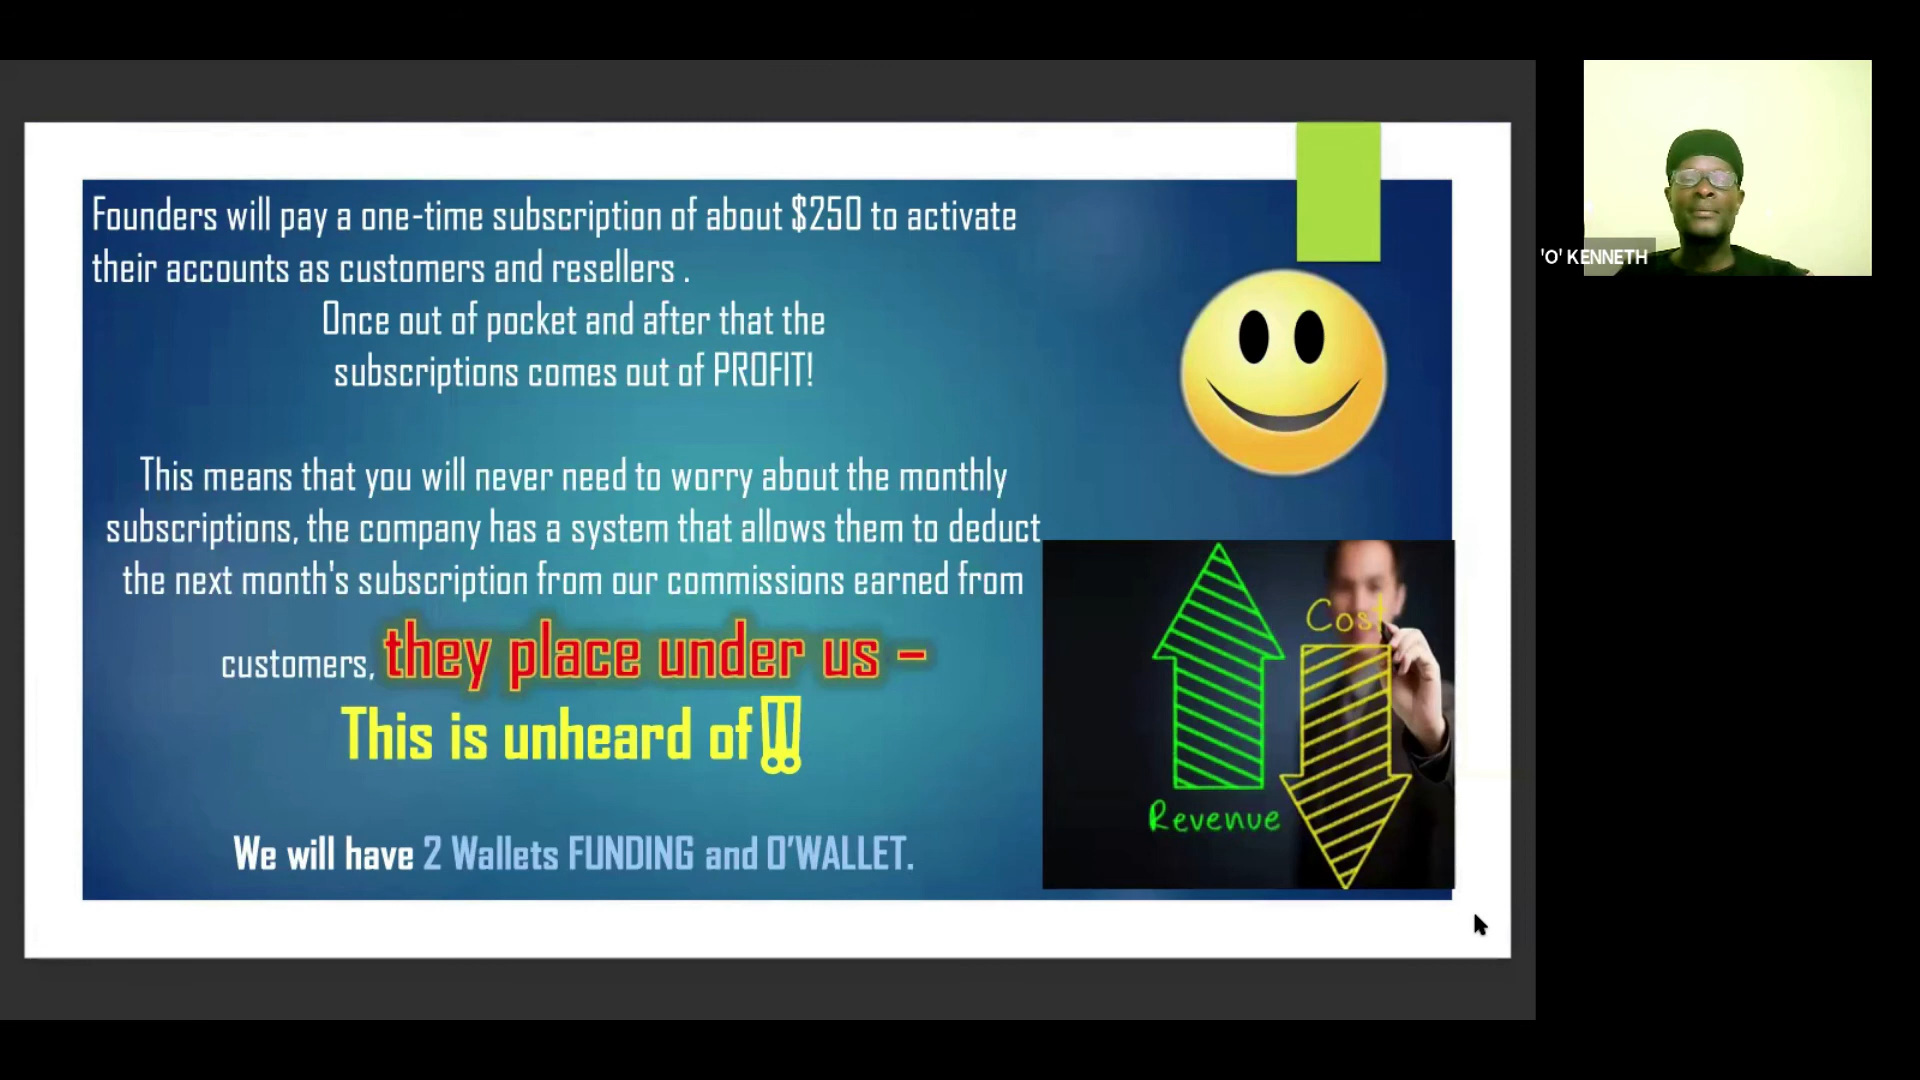 Founders will pay a one-time subscription of about $250 to activate
their accounts as customers and resellers .
Once out of pocket and after that the
subscriptions comes out of PROFIT!
This means that you will never need to worry about the monthly
subscriptions, the company has a system that allows them to deduct
the next month's subscription from our commissions earned from
customers, they place under us –
This is unheard of!!
We will have 2 Wallets FUNDING and O'WALLET.
Cost
Revenue
'O' KENNETH